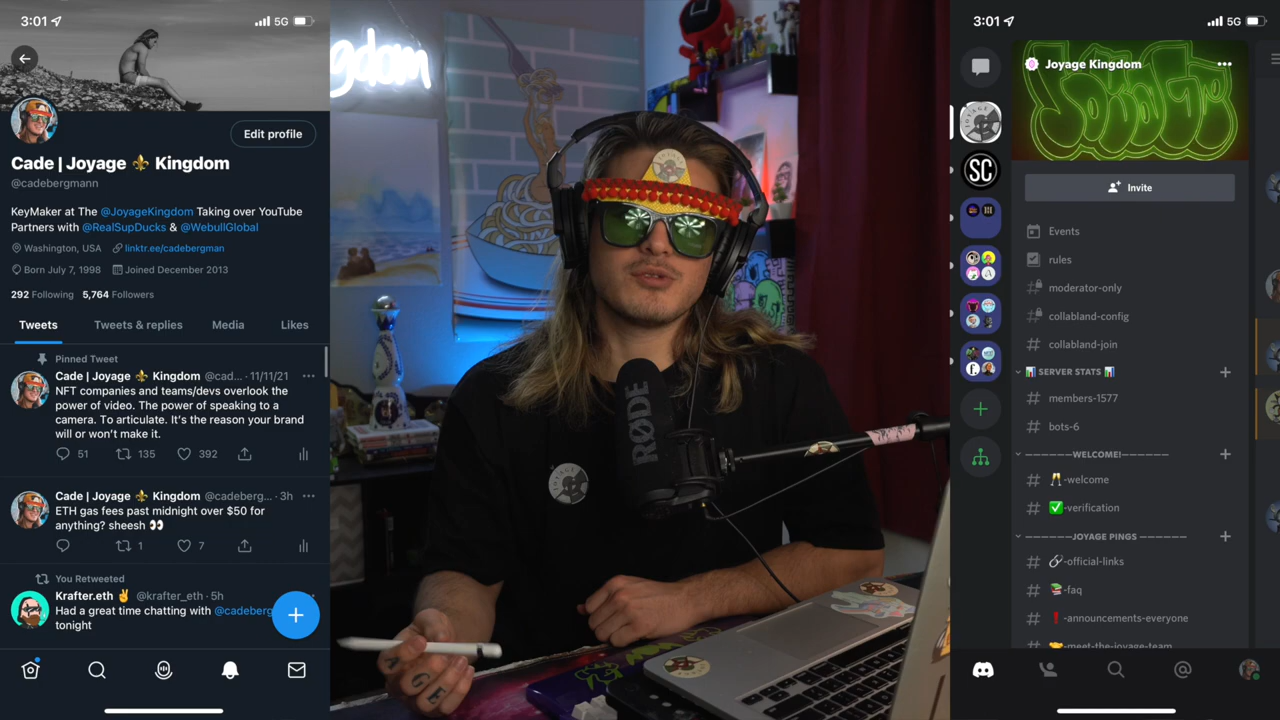 3:01
5G
Edit profile
Cade | Joyage ⚜️ Kingdom
@cadebergmann
KeyMaker at The @JoyageKingdom Taking over YouTube
Partners with @RealSupDucks & @WebullGlobal
Washington, USA linktr.ee/cadebergman
Born July 7, 1998 Joined December 2013
292 Following 5,764 Followers
Tweets Tweets & replies Media Likes
Pinned Tweet
Cade | Joyage ⚜️ Kingdom @cad... · 11/11/21
NFT companies and teams/devs overlook the
power of video. The power of speaking to a
camera. To articulate. It's the reason your brand
will or won't make it.
51 135 392
Cade | Joyage ⚜️ Kingdom @cadeberg... · 3h
ETH gas fees past midnight over $50 for
anything? sheesh 👀
1 7
You Retweeted
Krafter.eth ✌️ @krafter_eth · 5h
Had a great time chatting with @cadeberg
tonight
gdom
RØDE
JOYAGE
3:01
5G
Joyage Kingdom
SC
Invite
Events
rules
moderator-only
collabland-config
collabland-join
📊 SERVER STATS 📊
members-1577
bots-6
——————WELCOME!——————
🥂-welcome
✅-verification
——————JOYAGE PINGS ——————
🔗-official-links
📚-faq
❗-announcements-everyone
🤝-meet-the-joyage-team